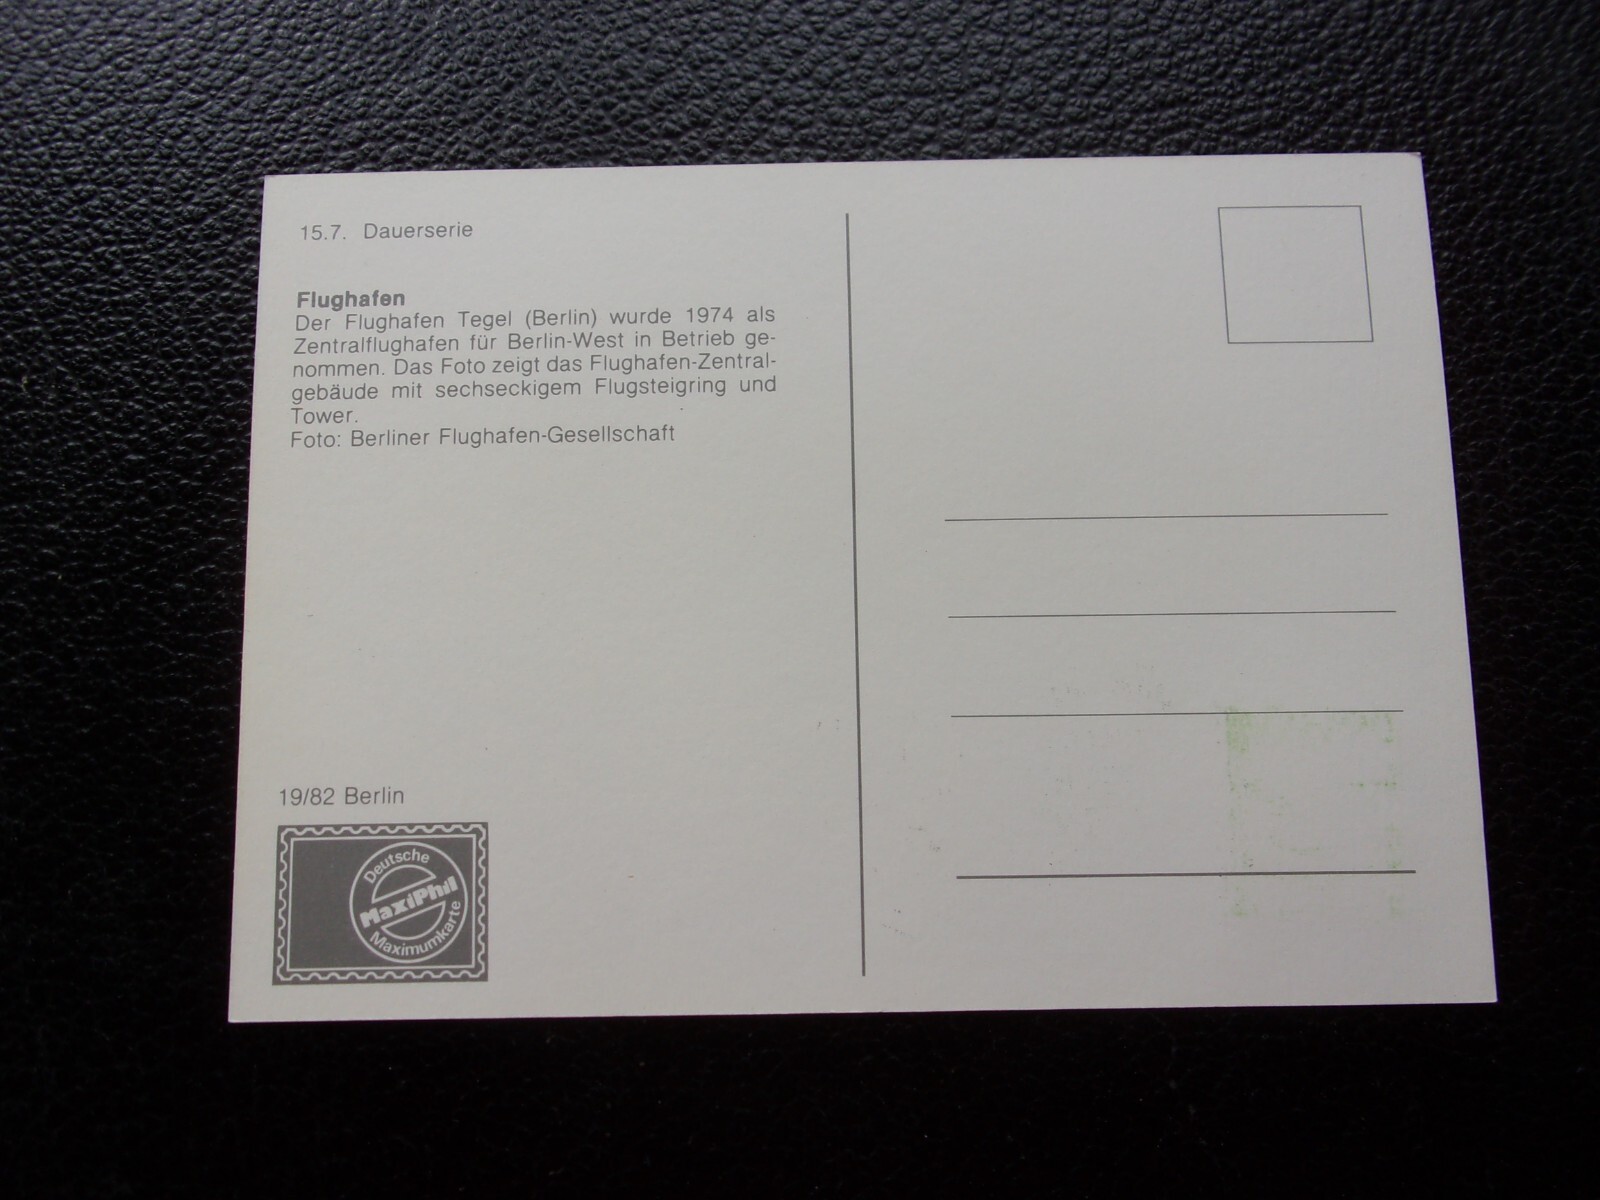 15.7. Dauerserie
Flughafen
Der Flughafen Tegel (Berlin) wurde 1974 als
Zentralflughafen für Berlin-West in Betrieb ge-
nommen. Das Foto zeigt das Flughafen-Zentral-
gebäude mit sechseckigem Flugsteigring und
Tower.
Foto: Berliner Flughafen-Gesellschaft
19/82 Berlin
Deutsche
MaxiPhil
Maximumkarte